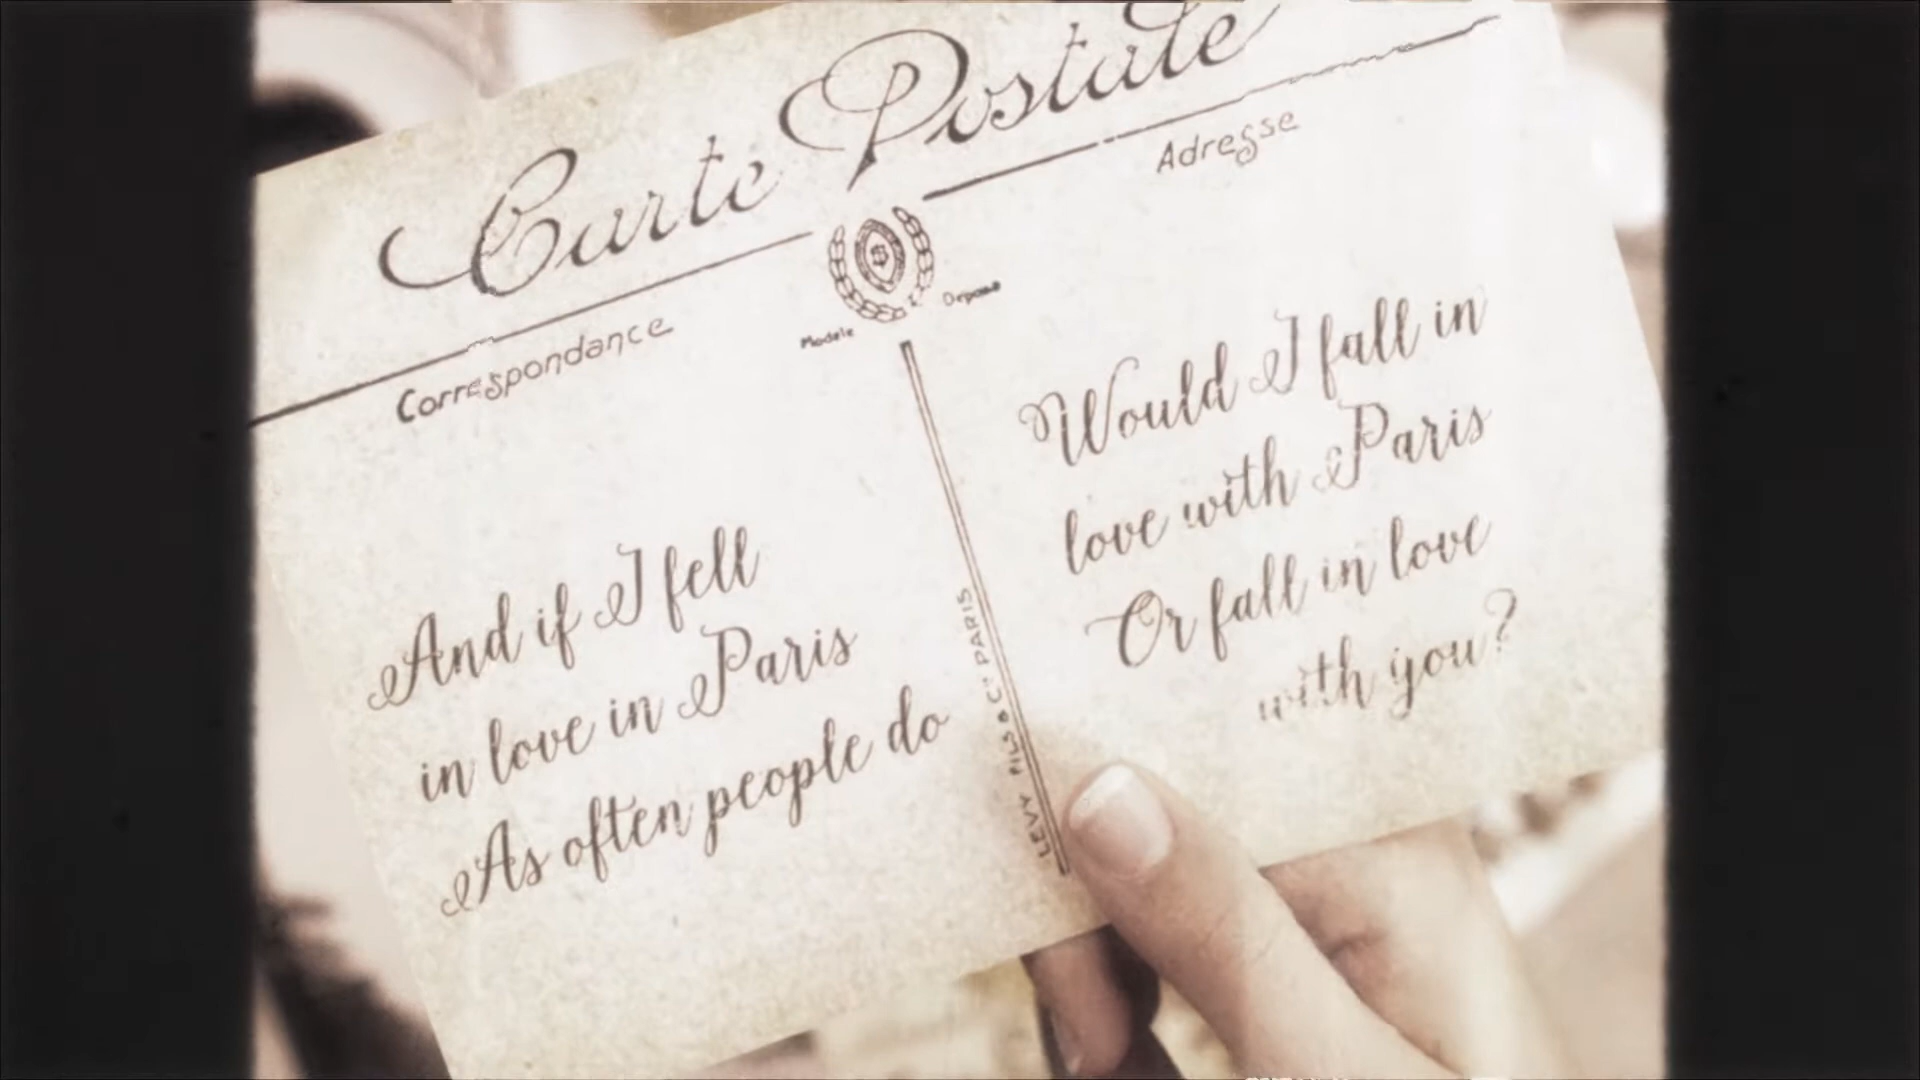 Carte Postale
Correspondance
Adresse
Modele
LEVY FILS & Cie PARIS
And if I fell
in love in Paris
As often people do
Would I fall in
love with Paris
Or fall in love
with you?